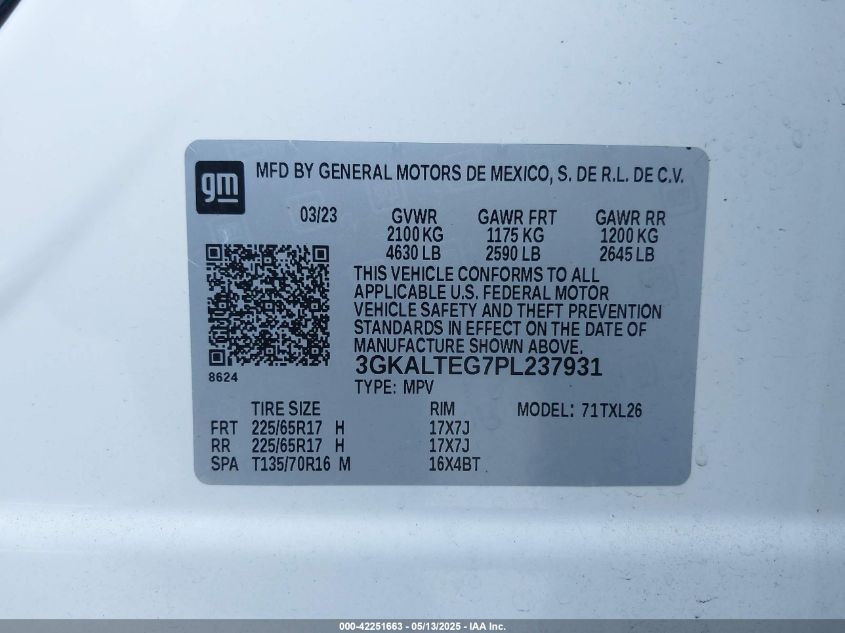 gm
MFD BY GENERAL MOTORS DE MEXICO, S. DE R.L. DE C.V.
03/23 GVWR GAWR FRT GAWR RR
2100 KG 1175 KG 1200 KG
4630 LB 2590 LB 2645 LB
THIS VEHICLE CONFORMS TO ALL
APPLICABLE U.S. FEDERAL MOTOR
VEHICLE SAFETY AND THEFT PREVENTION
STANDARDS IN EFFECT ON THE DATE OF
MANUFACTURE SHOWN ABOVE.
3GKALTEG7PL237931
8624
TYPE: MPV
TIRE SIZE RIM MODEL: 71TXL26
FRT 225/65R17 H 17X7J
RR 225/65R17 H 17X7J
SPA T135/70R16 M 16X4BT
000-42251663 - 05/13/2025 - IAA Inc.